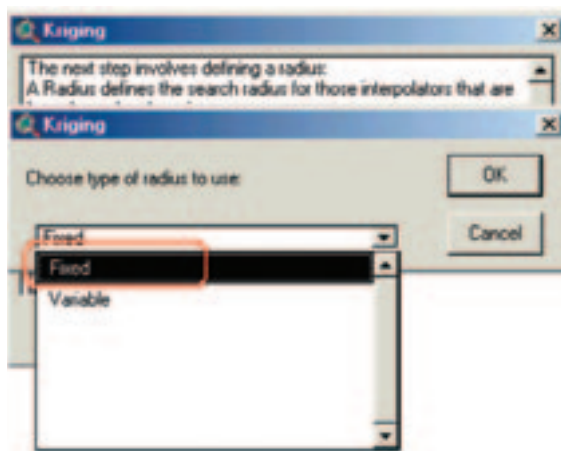 Kriging
The next step involves defining a radius:
A Radius defines the search radius for those interpolators that are
Kriging
Choose type of radius to use:
OK
Fixed
Cancel
Fixed
Variable